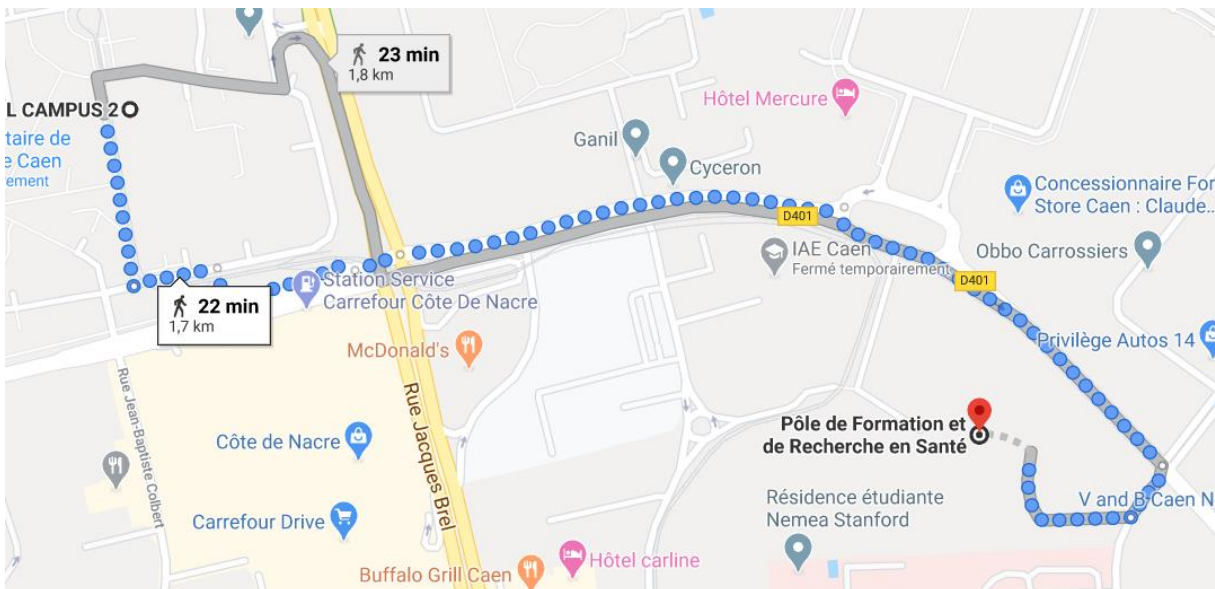 23 min
1,8 km
L CAMPUS 2
taire de
e Caen
ement
Hôtel Mercure
Ganil
Cyceron
D401
Concessionnaire For
Store Caen : Claude...
IAE Caen
Fermé temporairement
Obbo Carrossiers
D401
Station Service
Carrefour Côte De Nacre
22 min
1,7 km
McDonald's
Privilège Autos 14
Rue Jean-Baptiste Colbert
Rue Jacques Brel
Pôle de Formation et
de Recherche en Santé
Côte de Nacre
Résidence étudiante
Nemea Stanford
V and B Caen N
Carrefour Drive
Hôtel carline
Buffalo Grill Caen